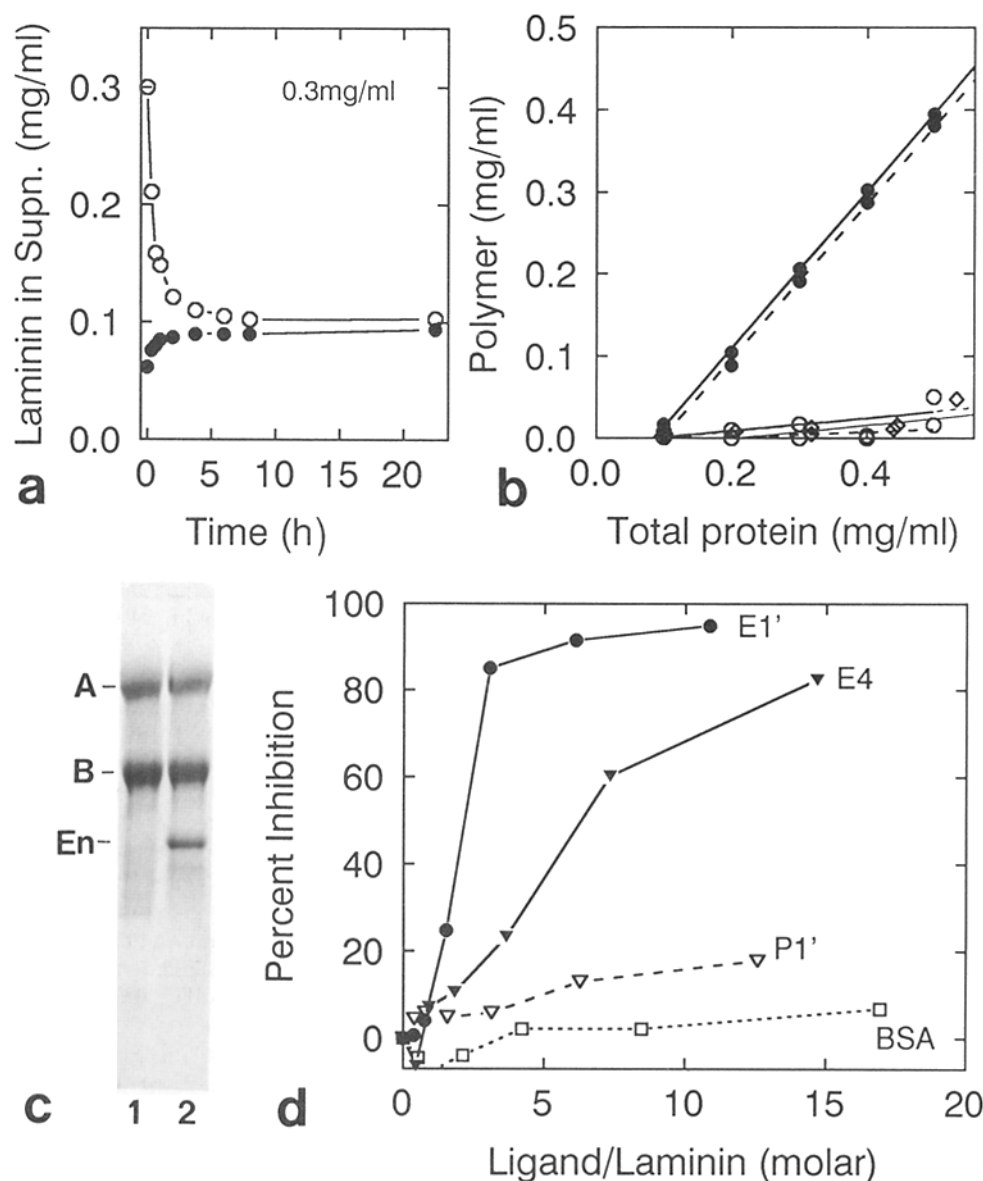 Laminin in Supn. (mg/ml)
0.3
0.2
0.1
0.0
0.3mg/ml
0 5 10 15 20
Time (h)
a
Polymer (mg/ml)
0.5
0.4
0.3
0.2
0.1
0.0
0.0 0.2 0.4
Total protein (mg/ml)
b
A
B
En
1 2
c
Percent Inhibition
100
80
60
40
20
0
E1'
E4
P1'
BSA
0 5 10 15 20
Ligand/Laminin (molar)
d